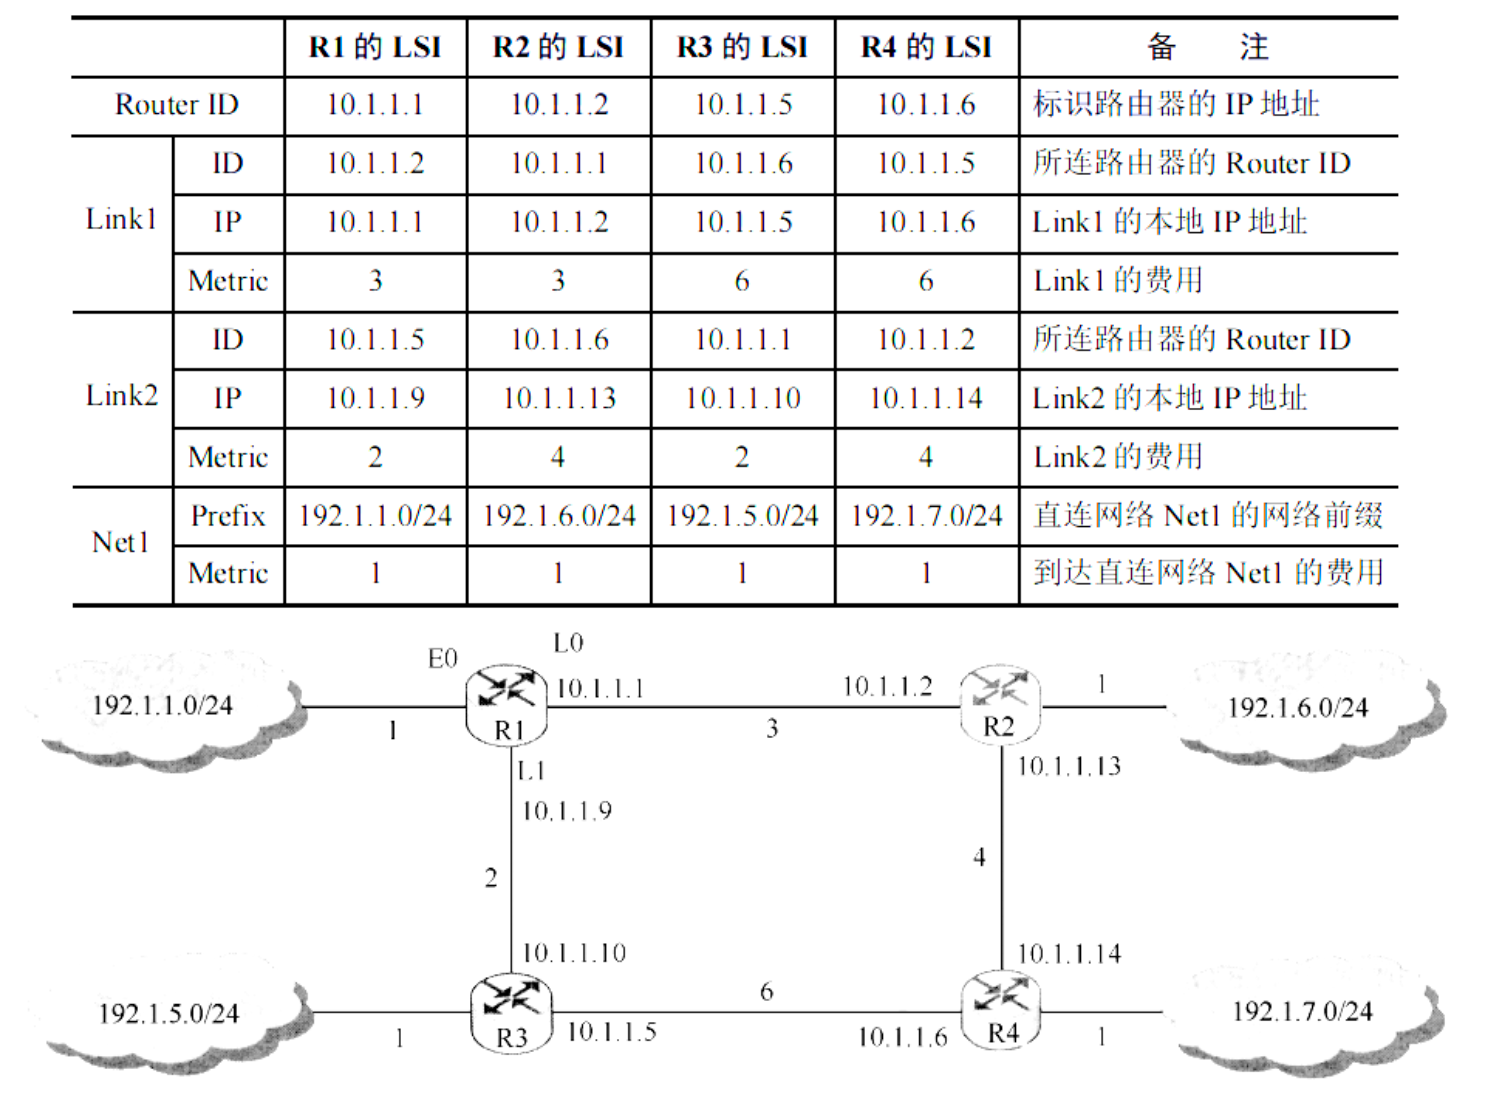 R1 的 LSI R2 的 LSI R3 的 LSI R4 的 LSI 备 注
Router ID 10.1.1.1 10.1.1.2 10.1.1.5 10.1.1.6 标识路由器的 IP 地址
Link1 ID 10.1.1.2 10.1.1.1 10.1.1.6 10.1.1.5 所连路由器的 Router ID
IP 10.1.1.1 10.1.1.2 10.1.1.5 10.1.1.6 Link1 的本地 IP 地址
Metric 3 3 6 6 Link1 的费用
Link2 ID 10.1.1.5 10.1.1.6 10.1.1.1 10.1.1.2 所连路由器的 Router ID
IP 10.1.1.9 10.1.1.13 10.1.1.10 10.1.1.14 Link2 的本地 IP 地址
Metric 2 4 2 4 Link2 的费用
Net1 Prefix 192.1.1.0/24 192.1.6.0/24 192.1.5.0/24 192.1.7.0/24 直连网络 Net1 的网络前缀
Metric 1 1 1 1 到达直连网络 Net1 的费用
E0 L0
192.1.1.0/24 10.1.1.1 10.1.1.2 1 192.1.6.0/24
1 R1 3 R2
L1 10.1.1.13
10.1.1.9
2 4
10.1.1.10 10.1.1.14
192.1.5.0/24 6 192.1.7.0/24
1 R3 10.1.1.5 10.1.1.6 R4 1